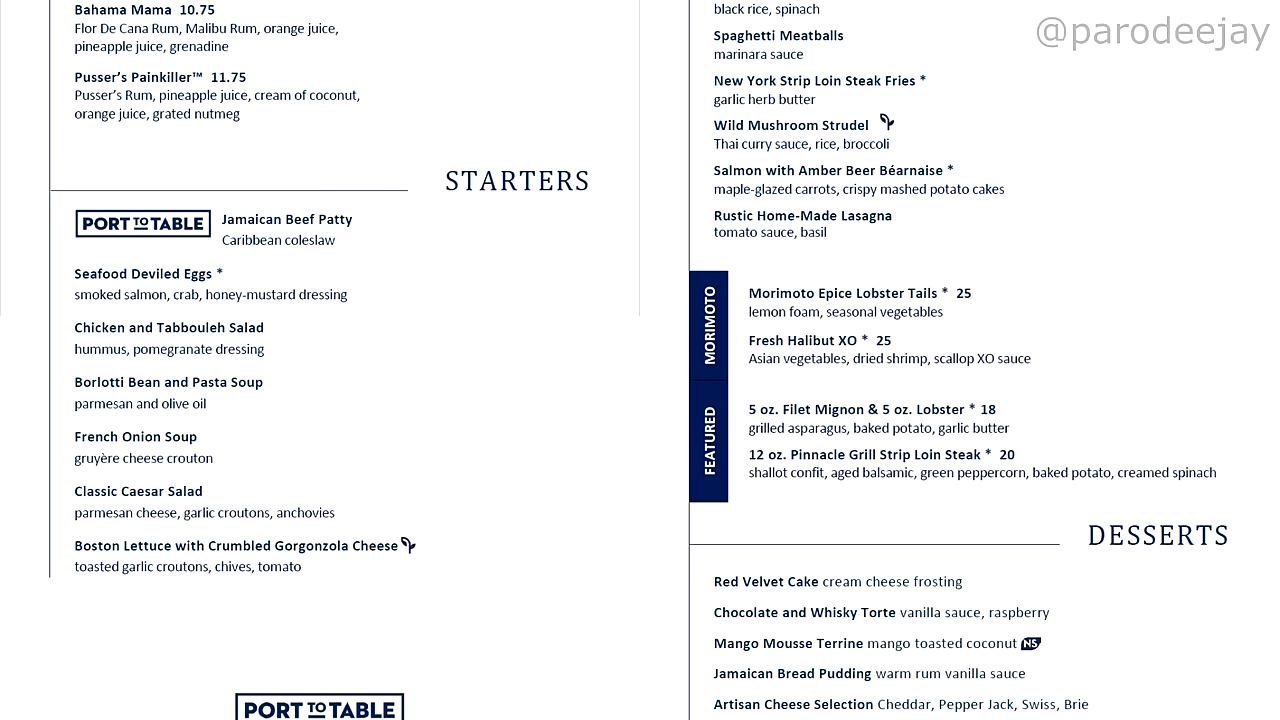 Bahama Mama 10.75
Flor De Cana Rum, Malibu Rum, orange juice,
pineapple juice, grenadine
Pusser's Painkiller™ 11.75
Pusser's Rum, pineapple juice, cream of coconut,
orange juice, grated nutmeg
STARTERS
PORT TO TABLE
Jamaican Beef Patty
Caribbean coleslaw
Seafood Deviled Eggs *
smoked salmon, crab, honey-mustard dressing
Chicken and Tabbouleh Salad
hummus, pomegranate dressing
Borlotti Bean and Pasta Soup
parmesan and olive oil
French Onion Soup
gruyère cheese crouton
Classic Caesar Salad
parmesan cheese, garlic croutons, anchovies
Boston Lettuce with Crumbled Gorgonzola Cheese
toasted garlic croutons, chives, tomato
PORT TO TABLE
@parodeejay
black rice, spinach
Spaghetti Meatballs
marinara sauce
New York Strip Loin Steak Fries *
garlic herb butter
Wild Mushroom Strudel
Thai curry sauce, rice, broccoli
Salmon with Amber Beer Béarnaise *
maple-glazed carrots, crispy mashed potato cakes
Rustic Home-Made Lasagna
tomato sauce, basil
MORIMOTO
Morimoto Epice Lobster Tails * 25
lemon foam, seasonal vegetables
Fresh Halibut XO * 25
Asian vegetables, dried shrimp, scallop XO sauce
FEATURED
5 oz. Filet Mignon & 5 oz. Lobster * 18
grilled asparagus, baked potato, garlic butter
12 oz. Pinnacle Grill Strip Loin Steak * 20
shallot confit, aged balsamic, green peppercorn, baked potato, creamed spinach
DESSERTS
Red Velvet Cake cream cheese frosting
Chocolate and Whisky Torte vanilla sauce, raspberry
Mango Mousse Terrine mango toasted coconut NS
Jamaican Bread Pudding warm rum vanilla sauce
Artisan Cheese Selection Cheddar, Pepper Jack, Swiss, Brie